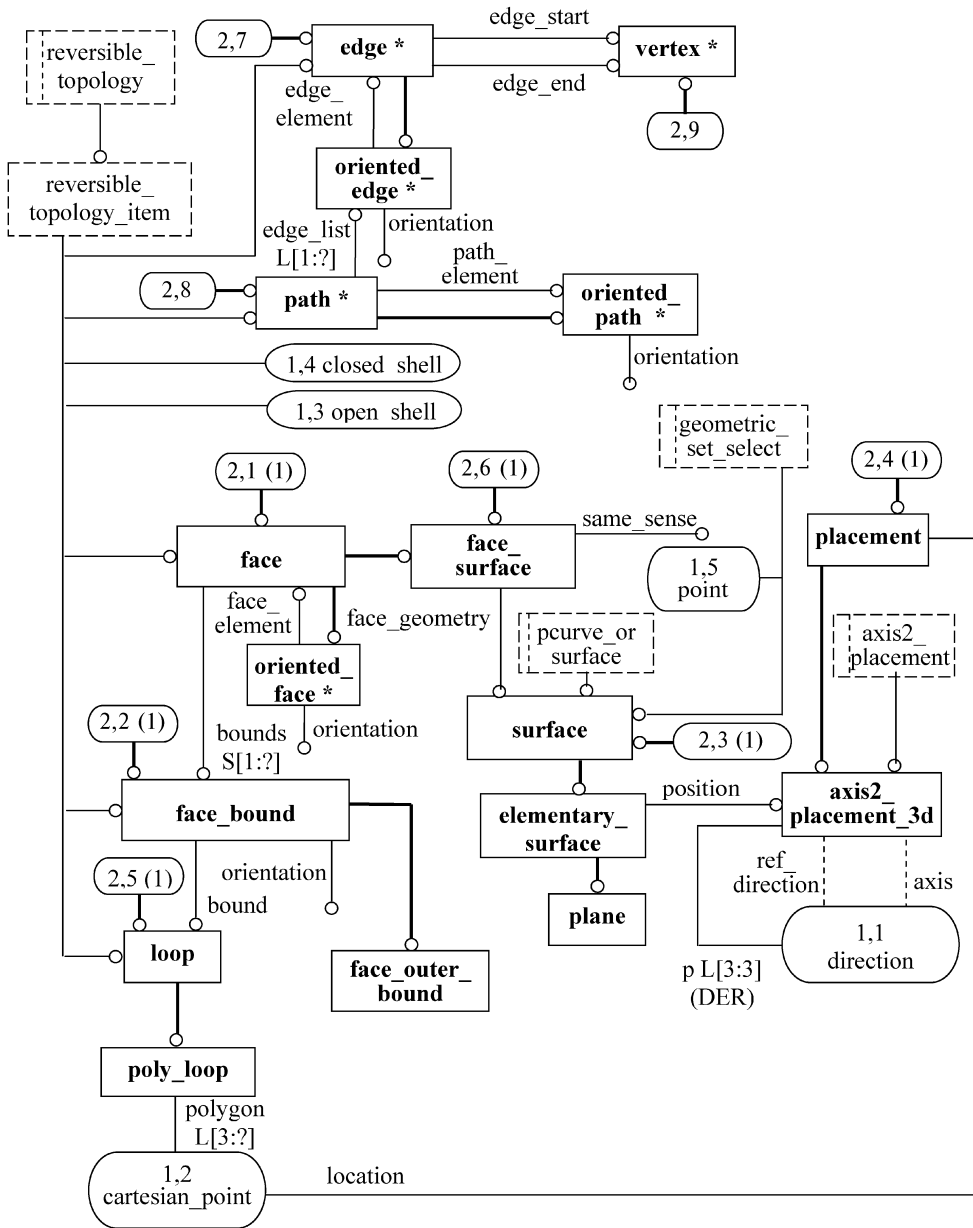 edge_start
2,7
edge *
vertex *
reversible_
topology
edge_end
edge_
element
2,9
oriented_
edge *
reversible_
topology_item
edge_list
L[1:?]
orientation
path_
element
2,8
path *
oriented_
path *
orientation
1,4 closed shell
1,3 open shell
geometric_
set_select
2,1 (1)
2,6 (1)
2,4 (1)
same_sense
face
face_
surface
placement
1,5
point
face_
element
face_geometry
pcurve_or
surface
axis2_
placement
oriented_
face *
2,2 (1)
bounds
S[1:?]
orientation
surface
2,3 (1)
face_bound
elementary_
surface
position
axis2_
placement_3d
2,5 (1)
orientation
bound
ref_
direction
axis
plane
loop
face_outer_
bound
p L[3:3]
(DER)
1,1
direction
poly_loop
polygon
L[3:?]
1,2
cartesian_point
location